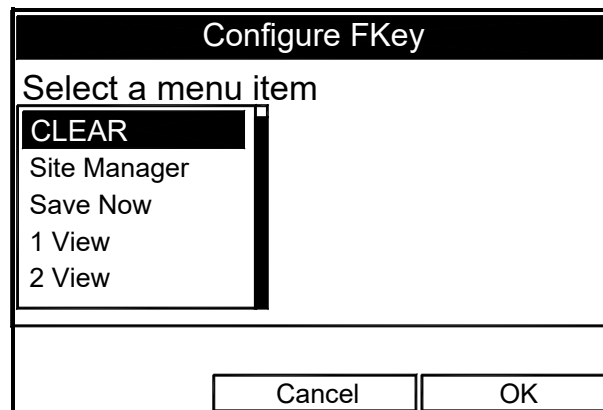 Configure FKey
Select a menu item
CLEAR
Site Manager
Save Now
1 View
2 View
Cancel OK